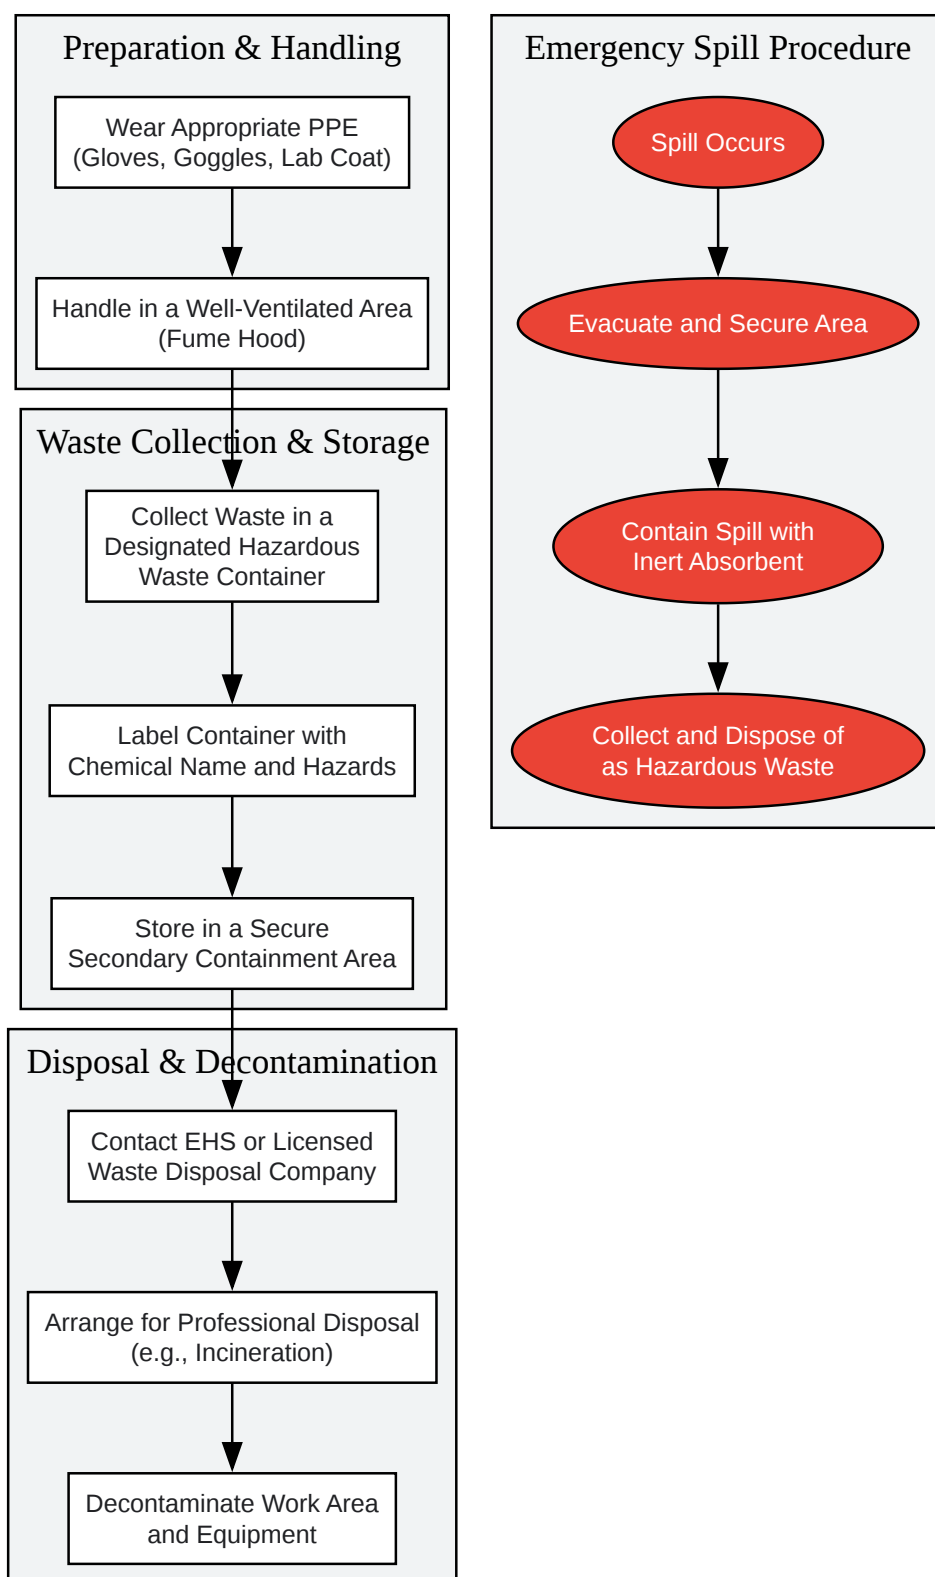 Preparation & Handling
Wear Appropriate PPE
(Gloves, Goggles, Lab Coat)
Handle in a Well-Ventilated Area
(Fume Hood)
Waste Collection & Storage
Collect Waste in a
Designated Hazardous
Waste Container
Label Container with
Chemical Name and Hazards
Store in a Secure
Secondary Containment Area
Disposal & Decontamination
Contact EHS or Licensed
Waste Disposal Company
Arrange for Professional Disposal
(e.g., Incineration)
Decontaminate Work Area
and Equipment
Emergency Spill Procedure
Spill Occurs
Evacuate and Secure Area
Contain Spill with
Inert Absorbent
Collect and Dispose of
as Hazardous Waste